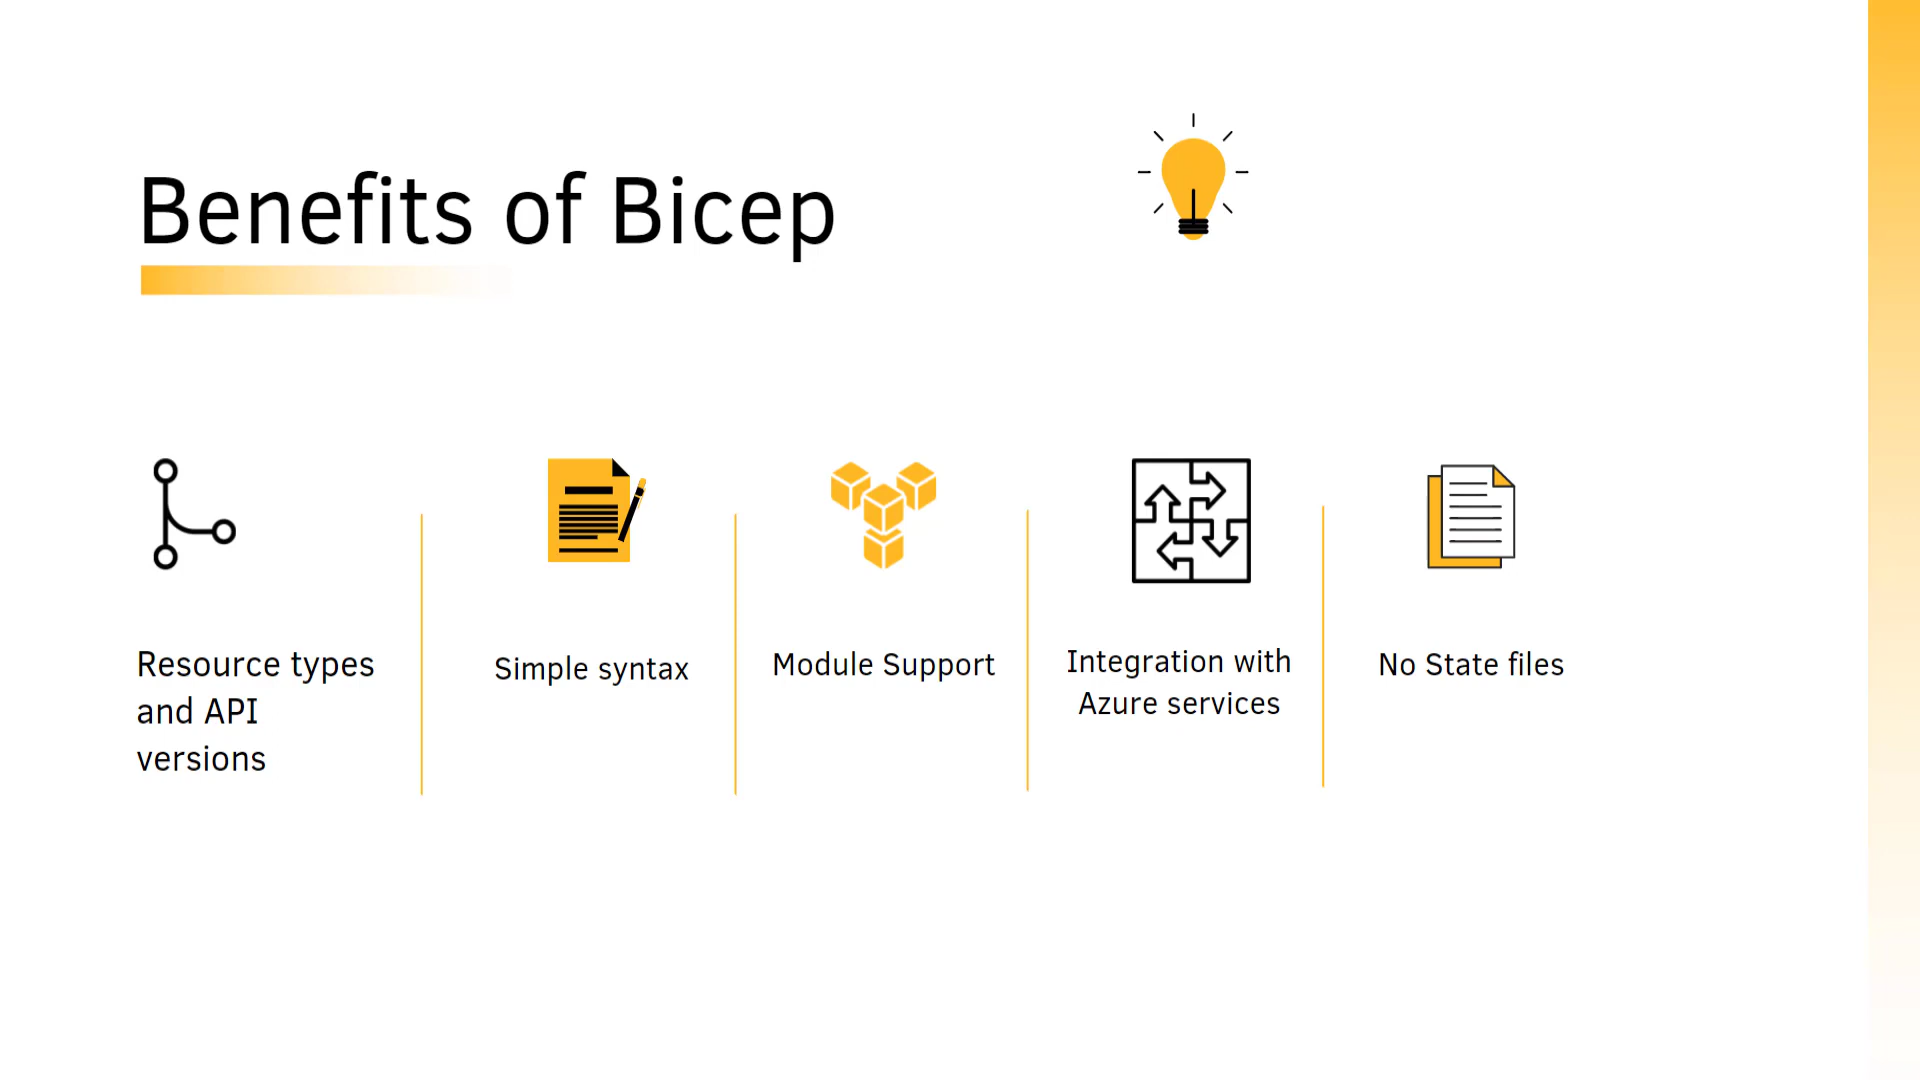 Benefits of Bicep
Resource types
and API
versions
Simple syntax
Module Support
Integration with
Azure services
No State files